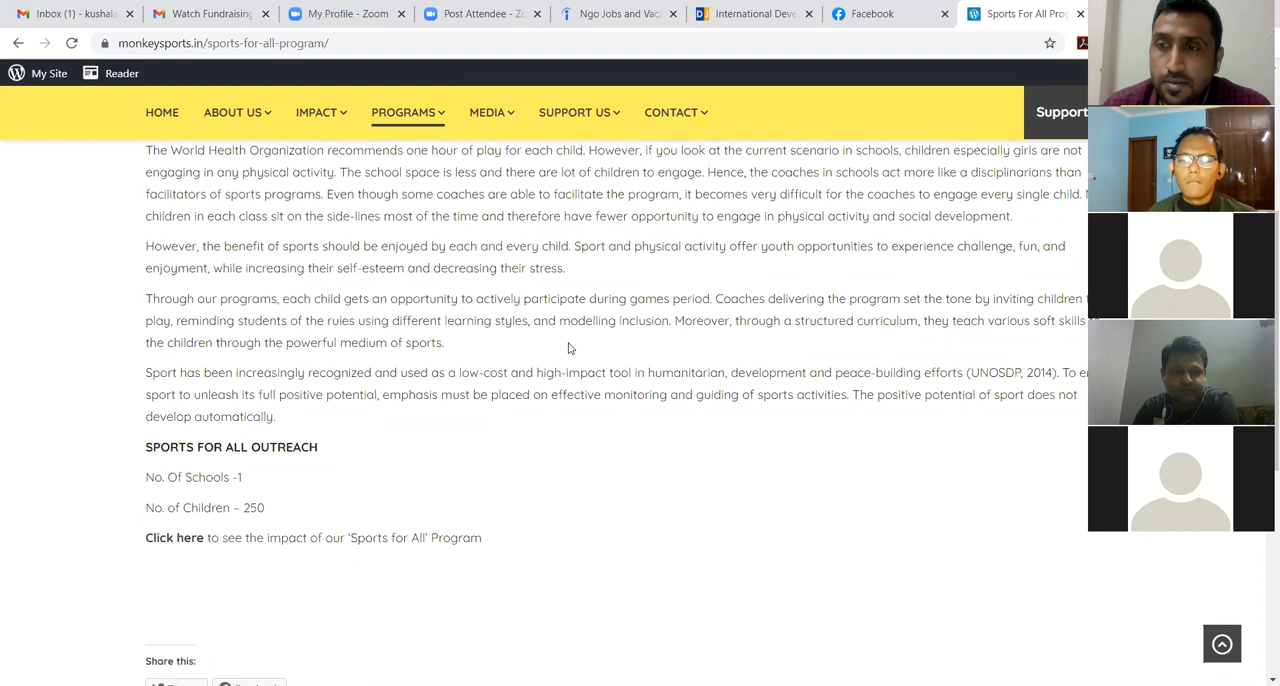 Inbox (1) - kushala
Watch Fundraising
My Profile - Zoom
Post Attendee - Zo
Ngo Jobs and Vaca
International Deve
Facebook
Sports For All Prog
monkeysports.in/sports-for-all-program/
My Site
Reader
HOME
ABOUT US
IMPACT
PROGRAMS
MEDIA
SUPPORT US
CONTACT
Support
The World Health Organization recommends one hour of play for each child. However, if you look at the current scenario in schools, children especially girls are not
engaging in any physical activity. The school space is less and there are lot of children to engage. Hence, the coaches in schools act more like a disciplinarians than
facilitators of sports programs. Even though some coaches are able to facilitate the program, it becomes very difficult for the coaches to engage every single child.
children in each class sit on the side-lines most of the time and therefore have fewer opportunity to engage in physical activity and social development.
However, the benefit of sports should be enjoyed by each and every child. Sport and physical activity offer youth opportunities to experience challenge, fun, and
enjoyment, while increasing their self-esteem and decreasing their stress.
Through our programs, each child gets an opportunity to actively participate during games period. Coaches delivering the program set the tone by inviting children
play, reminding students of the rules using different learning styles, and modelling inclusion. Moreover, through a structured curriculum, they teach various soft skills
the children through the powerful medium of sports.
Sport has been increasingly recognized and used as a low-cost and high-impact tool in humanitarian, development and peace-building efforts (UNOSDP, 2014). To
sport to unleash its full positive potential, emphasis must be placed on effective monitoring and guiding of sports activities. The positive potential of sport does not
develop automatically.
SPORTS FOR ALL OUTREACH
No. Of Schools -1
No. of Children – 250
Click here to see the impact of our ‘Sports for All’ Program
Share this: